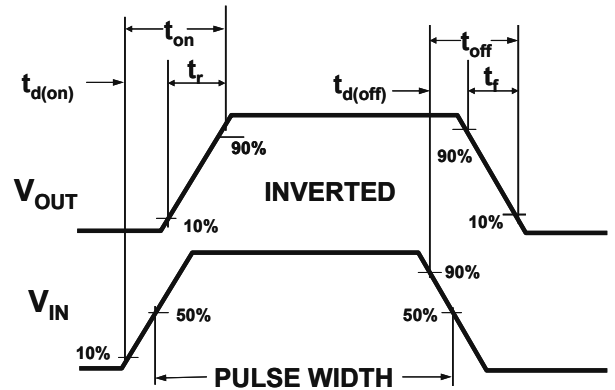 t_on
t_off
t_d(on)
t_r
t_d(off)
t_f
90%
90%
V_OUT
INVERTED
10%
10%
90%
V_IN
50%
50%
10%
PULSE WIDTH